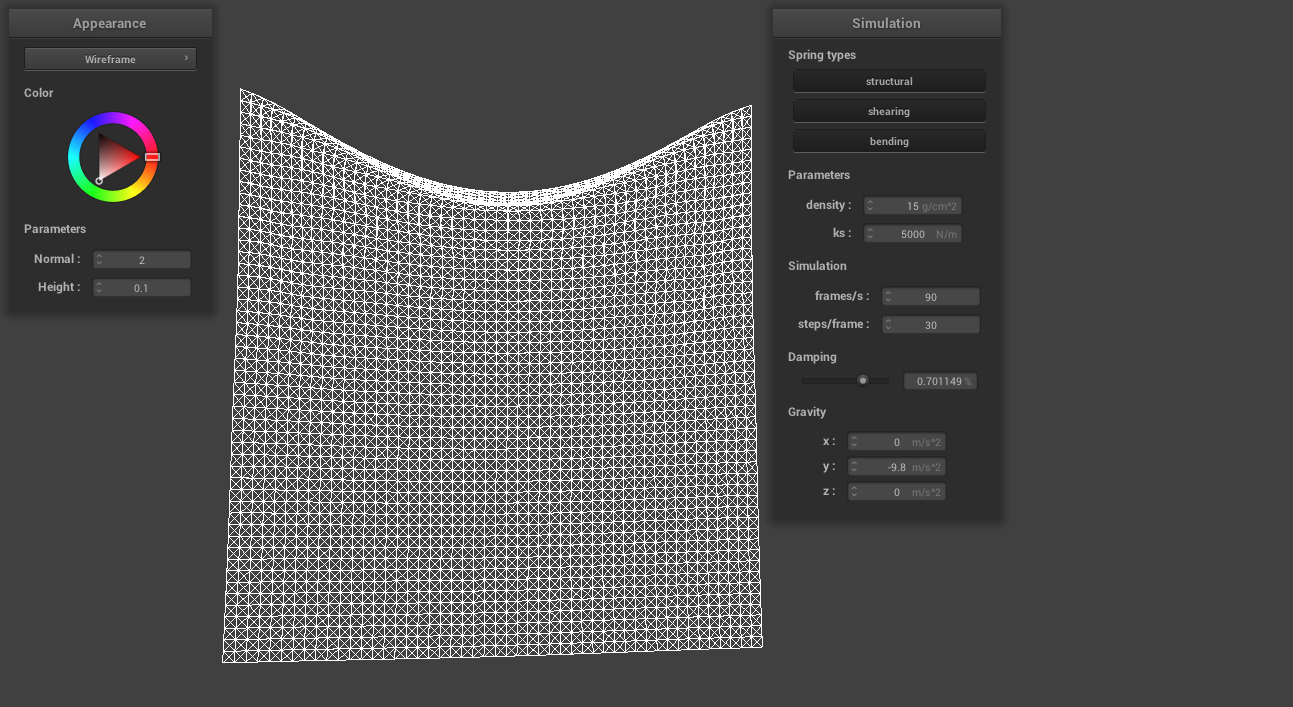 Appearance
Wireframe
Color
Parameters
Normal : 2
Height : 0.1
Simulation
Spring types
structural
shearing
bending
Parameters
density : 15 g/cm^2
ks : 5000 N/m
Simulation
frames/s : 90
steps/frame : 30
Damping
0.701149 %
Gravity
x : 0 m/s^2
y : -9.8 m/s^2
z : 0 m/s^2